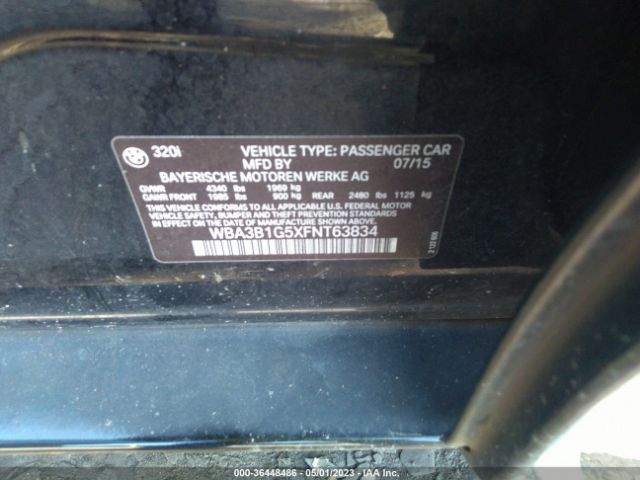 320i VEHICLE TYPE: PASSENGER CAR
MFD BY 07/15
BAYERISCHE MOTOREN WERKE AG
GVWR 4340 lbs 1969 kg
GAWR FRONT 1985 lbs 900 kg REAR 2480 lbs 1125 kg
THIS VEHICLE CONFORMS TO ALL APPLICABLE U.S. FEDERAL MOTOR
VEHICLE SAFETY, BUMPER, AND THEFT PREVENTION STANDARDS
IN EFFECT ON THE DATE OF MANUFACTURE SHOWN ABOVE.
WBA3B1G5XFNT63834
© 36448486 - 05/01/2023 - IAA Inc.